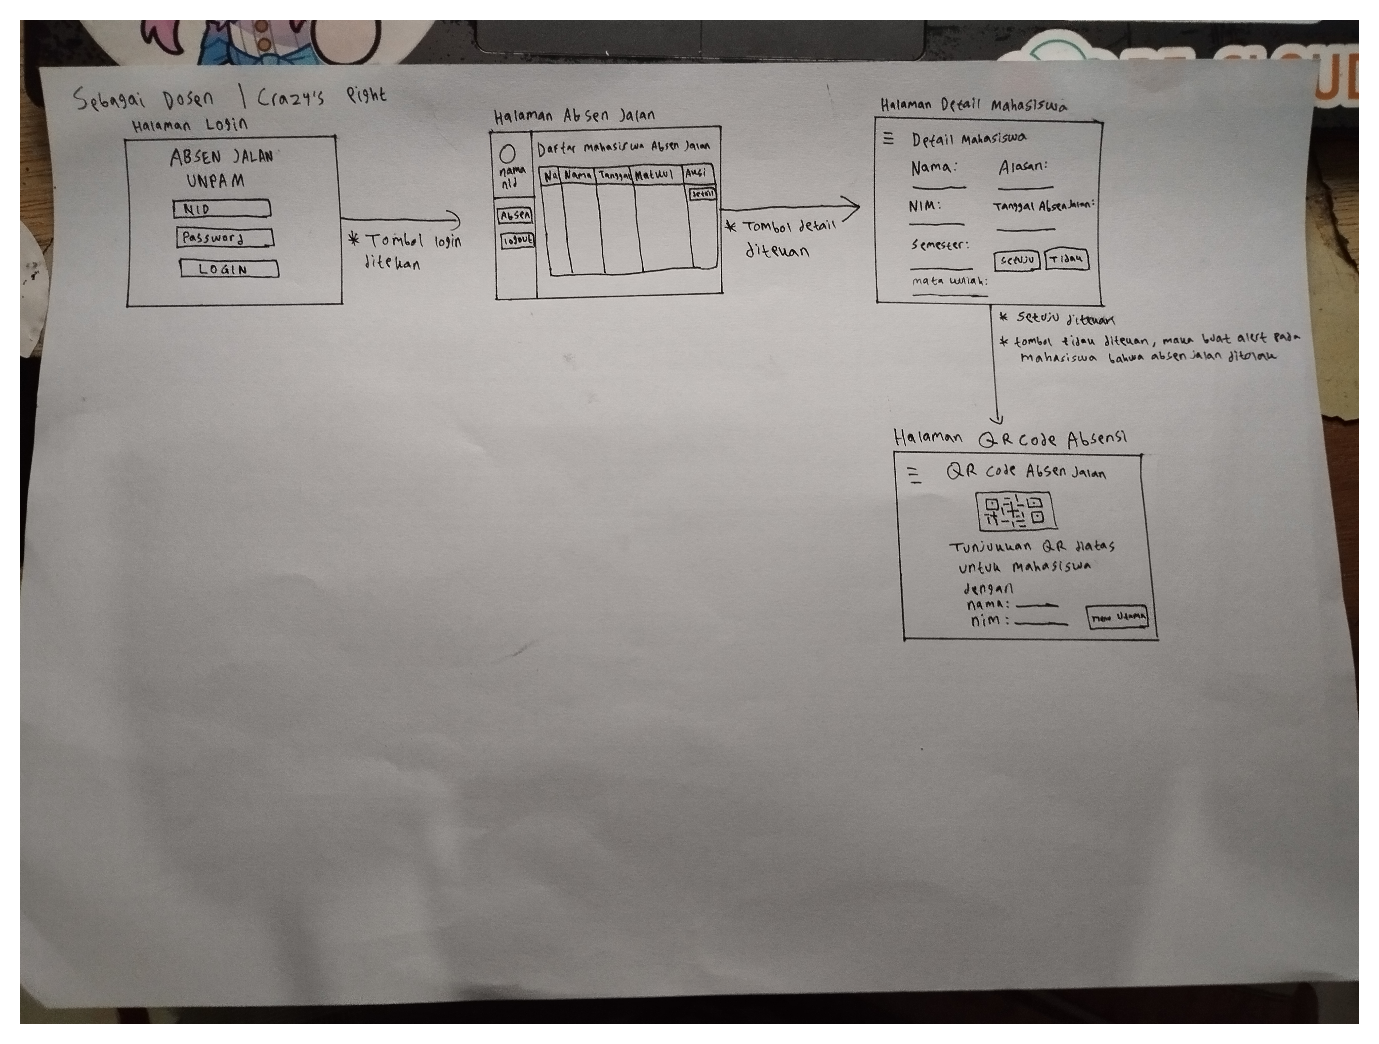 Sebagai Dosen | Crazy's Eight
Halaman Login
ABSEN JALAN
UNPAM
NID
Password
LOGIN
* Tombol login
ditekan
Halaman Absen Jalan
nama
nid
Absen
logout
Daftar mahasiswa Absen Jalan
No Nama Tanggal Matkul Aksi
detail
* Tombol detail
ditekan
Halaman Detail Mahasiswa
Detail Mahasiswa
Nama: Alasan:
NIM: Tanggal Absen Jalan:
Semester:
setuju Tidak
mata kuliah:
* setuju ditekan
* tombol tidak ditekan, maka buat alert pada
mahasiswa bahwa absen jalan ditolak
Halaman QR Code Absensi
QR Code Absen Jalan
Tunjukkan QR diatas
untuk mahasiswa
dengan
nama:
nim:
menu utama
CLOUD